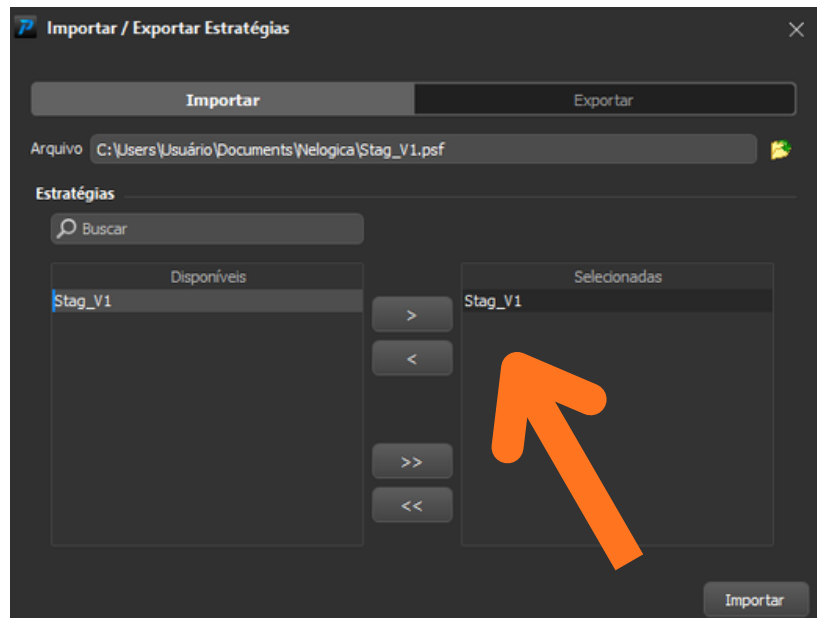 Importar / Exportar Estratégias
Importar
Exportar
Arquivo C:\Users\Usuário\Documents\Nelogica\Stag_V1.psf
Estratégias
Buscar
Disponíveis
Stag_V1
>
<
>>
<<
Selecionadas
Stag_V1
Importar